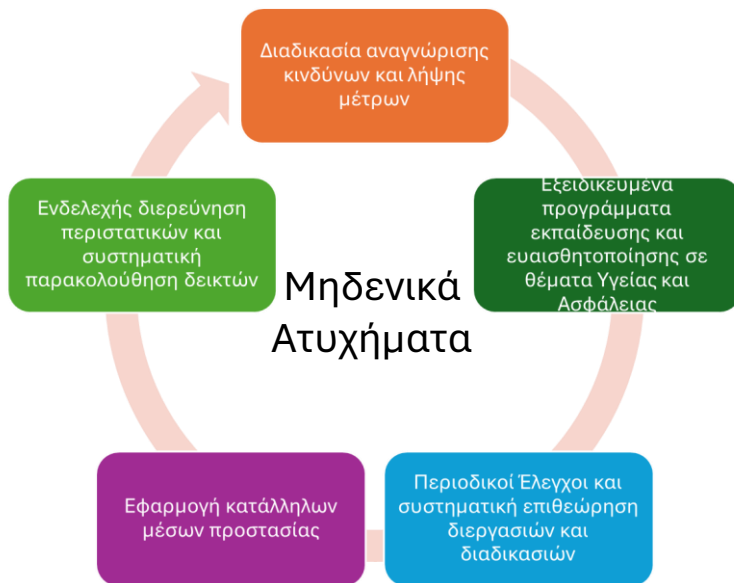 Διαδικασία αναγνώρισης
κινδύνων και λήψης
μέτρων
Εξειδικευμένα
προγράμματα
εκπαίδευσης και
ευαισθητοποίησης σε
θέματα Υγείας και
Ασφάλειας
Περιοδικοί Έλεγχοι και
συστηματική επιθεώρηση
διεργασιών και
διαδικασιών
Εφαρμογή κατάλληλων
μέσων προστασίας
Ενδελεχής διερεύνηση
περιστατικών και
συστηματική
παρακολούθηση δεικτών
Μηδενικά
Ατυχήματα